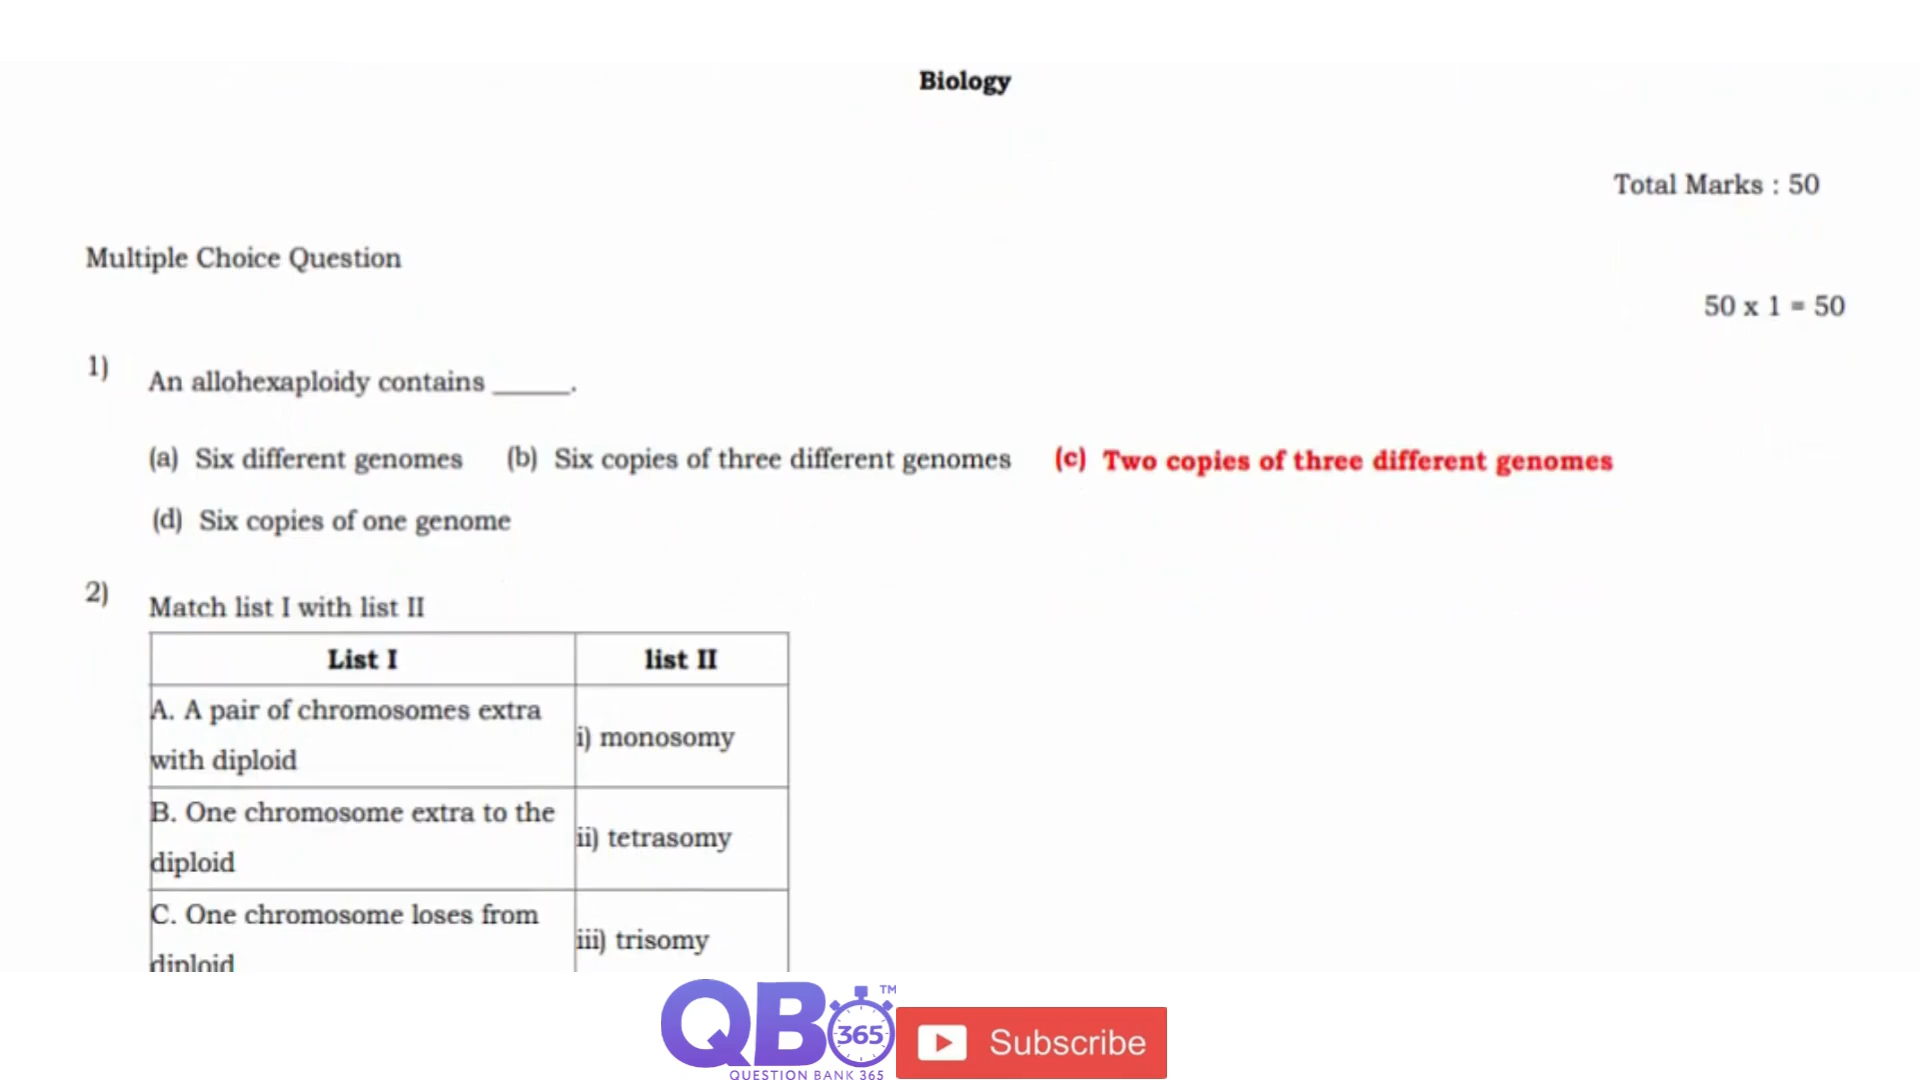 Biology
Total Marks : 50
Multiple Choice Question
50 x 1 = 50
1)
An allohexaploidy contains ______.
(a) Six different genomes (b) Six copies of three different genomes (c) Two copies of three different genomes
(d) Six copies of one genome
2)
Match list I with list II
List I list II
A. A pair of chromosomes extra
with diploid
i) monosomy
B. One chromosome extra to the
diploid
ii) tetrasomy
C. One chromosome loses from
diploid
iii) trisomy
QB 365 TM
QUESTION BANK 365
Subscribe